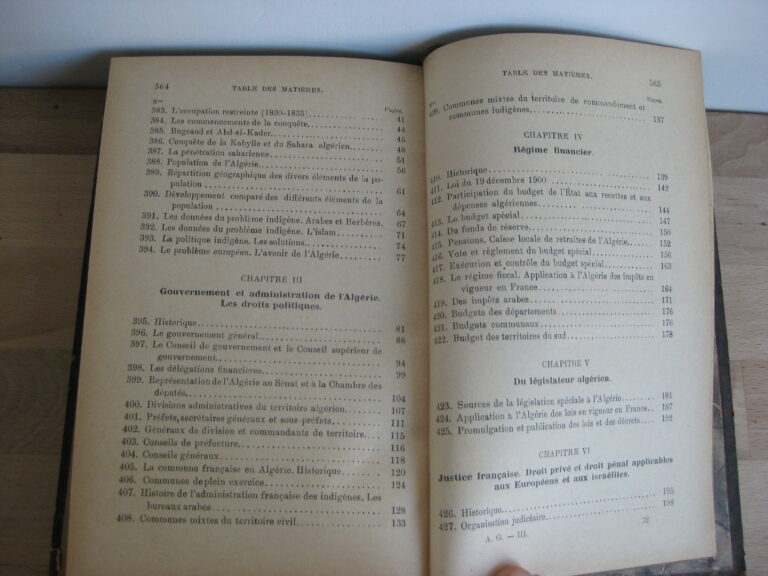 564
TABLE DES MATIÈRES.
Nos
Pages.
383. L'occupation restreinte (1830-1835) 41
384. Les commencements de la conquête. 44
385. Bugeaud et Abd-el-Kader. 45
386. Conquête de la Kabylie et du Sahara algérien. 48
387. La pénétration saharienne 51
388. Population de l'Algérie. 56
389. Répartition géographique des divers éléments de la po-
pulation 61
390. Développement comparé des différents éléments de la
population 64
391. Les données du problème indigène. Arabes et Berbères. 67
392. Les données du problème indigène. L'islam. 71
393. La politique indigène. Les solutions. 74
394. Le problème européen. L'avenir de l'Algérie. 77
CHAPITRE III
Gouvernement et administration de l'Algérie.
Les droits politiques.
395. Historique 81
396. Le gouvernement général. 88
397. Le Conseil de gouvernement et le Conseil supérieur de
gouvernement. 94
398. Les délégations financières. 99
399. Représentation de l'Algérie au Sénat et à la Chambre des
députés. 104
400. Divisions administratives du territoire algérien. 107
401. Préfets, secrétaires généraux et sous-préfets. 111
402. Généraux de division et commandants de territoire. 115
403. Conseils de préfecture. 116
404. Conseils généraux. 118
405. La commune française en Algérie. Historique. 120
406. Communes de plein exercice 124
407. Histoire de l'administration française des indigènes. Les
bureaux arabes 128
408. Communes mixtes du territoire civil. 133
TABLE DES MATIÈRES.
565
Nos
Pages.
409. Communes mixtes du territoire de commandement et
communes indigènes. 137
CHAPITRE IV
Régime financier.
410. Historique 139
411. Loi du 19 décembre 1900 142
412. Participation du budget de l'État aux recettes et aux
dépenses algériennes 144
413. Le budget spécial. 147
414. Du fonds de réserve 150
415. Pensions. Caisse locale de retraites de l'Algérie. 152
416. Vote et règlement du budget spécial. 156
417. Exécution et contrôle du budget spécial 163
418. Le régime fiscal. Application à l'Algérie des impôts en
vigueur en France 164
419. Des impôts arabes 171
420. Budgets des départements 176
421. Budgets communaux 176
422. Budget des territoires du sud 178
CHAPITRE V
Du législateur algérien.
423. Sources de la législation spéciale à l'Algérie. 181
424. Application à l'Algérie des lois en vigueur en France. 187
425. Promulgation et publication des lois et des décrets. 192
CHAPITRE VI
Justice française. Droit privé et droit pénal applicables
aux Européens et aux israélites.
426. Historique 195
427. Organisation judiciaire. 198
A. G. — III.
32